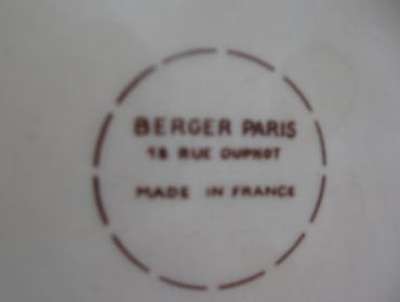 BERGER PARIS
18 RUE DUPHOT
MADE IN FRANCE